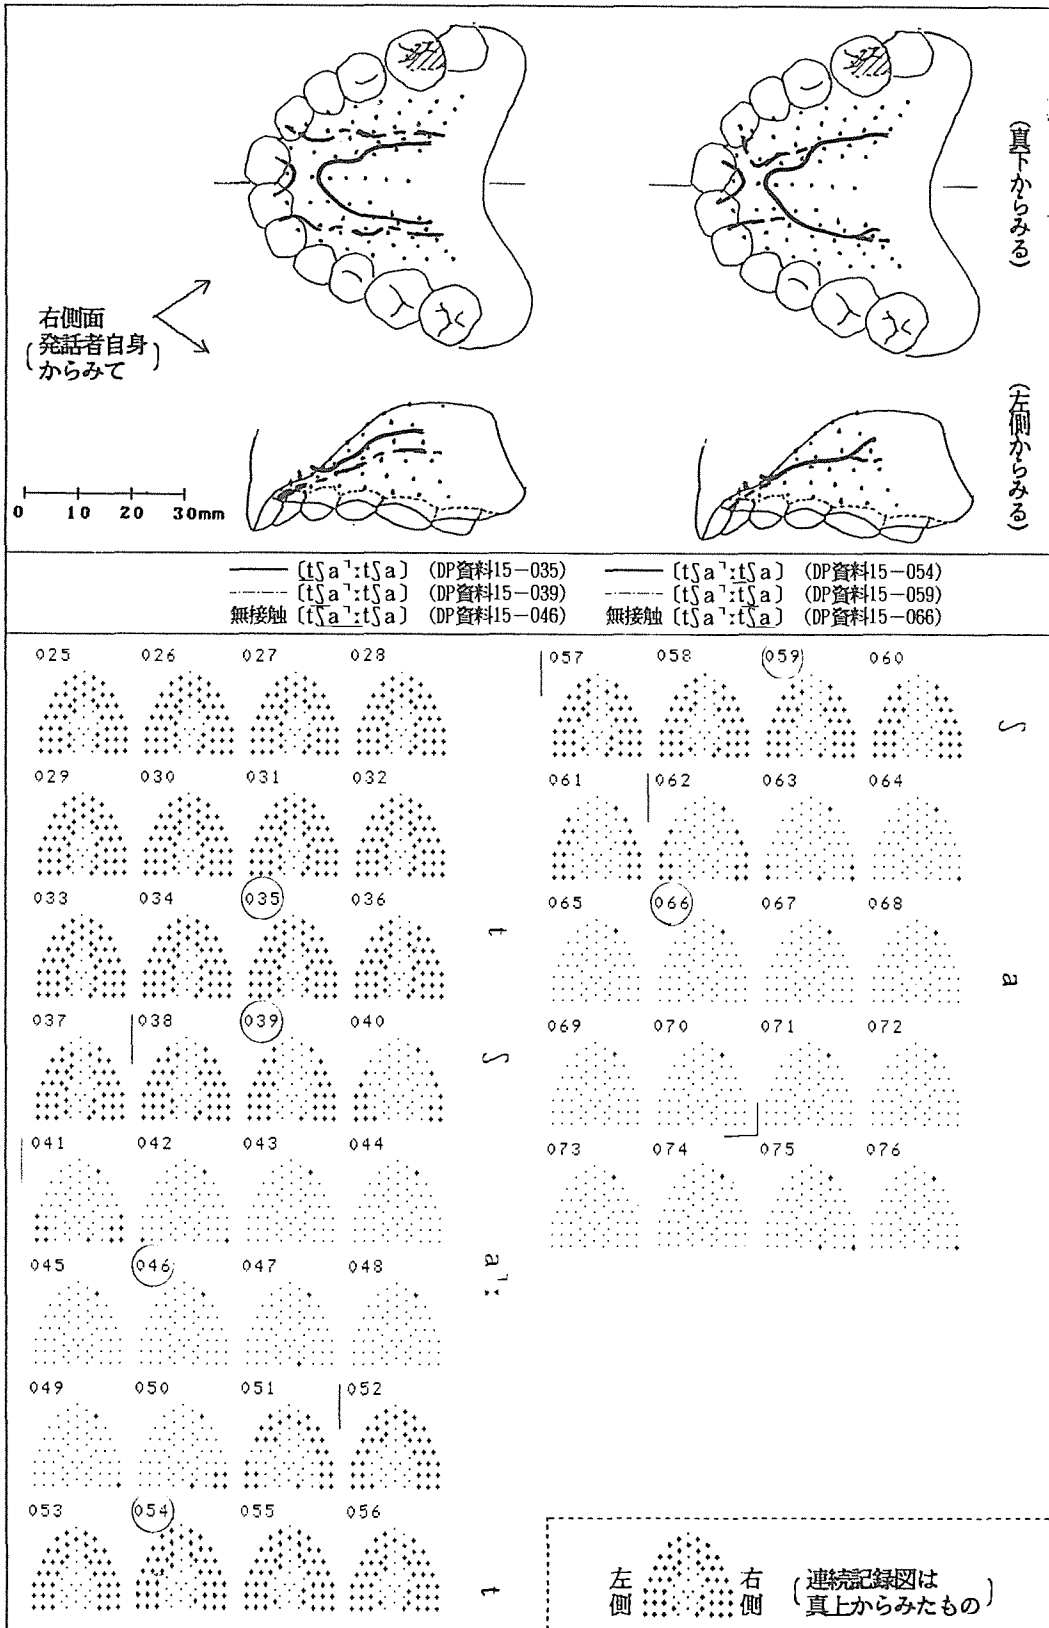 (真下からみる)
右側面
(発話者自身
からみて)
(左側からみる)
0 10 20 30mm
[tʃa˺ːtʃa] (DP資料15-035)
[tʃa˺ːtʃa] (DP資料15-039)
無接触 [tʃa˺ːtʃa] (DP資料15-046)
[tʃa˺ːtʃa] (DP資料15-054)
[tʃa˺ːtʃa] (DP資料15-059)
無接触 [tʃa˺ːtʃa] (DP資料15-066)
025 026 027 028
029 030 031 032
033 034 035 036
t
037 038 039 040
ʃ
041 042 043 044
045 046 047 048
a˺ː
049 050 051 052
053 054 055 056
t
057 058 059 060
ʃ
061 062 063 064
065 066 067 068
a
069 070 071 072
073 074 075 076
左側
右側
(連続記録図は
真上からみたもの)